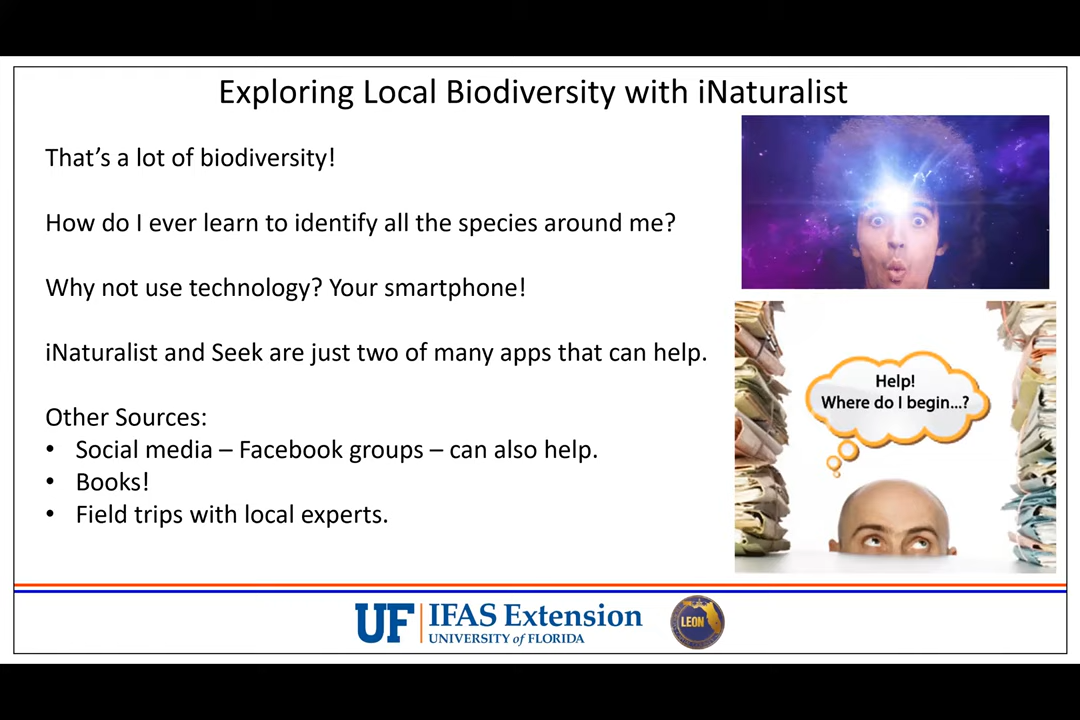 Exploring Local Biodiversity with iNaturalist
That's a lot of biodiversity!
How do I ever learn to identify all the species around me?
Why not use technology? Your smartphone!
iNaturalist and Seek are just two of many apps that can help.
Other Sources:
• Social media – Facebook groups – can also help.
• Books!
• Field trips with local experts.
Help!
Where do I begin...?
UF IFAS Extension
UNIVERSITY of FLORIDA
LEON